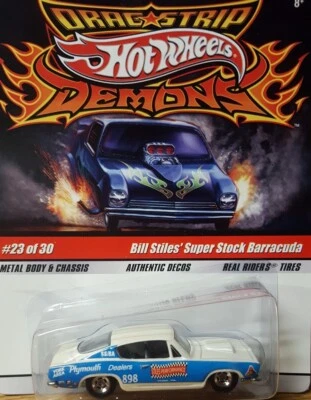 8+
DRAG★STRIP
Hot Wheels®
DEMONS™
#23 of 30
Bill Stiles' Super Stock Barracuda
METAL BODY & CHASSIS
AUTHENTIC DECOS
REAL RIDERS® TIRES
Plymouth Dealers
898